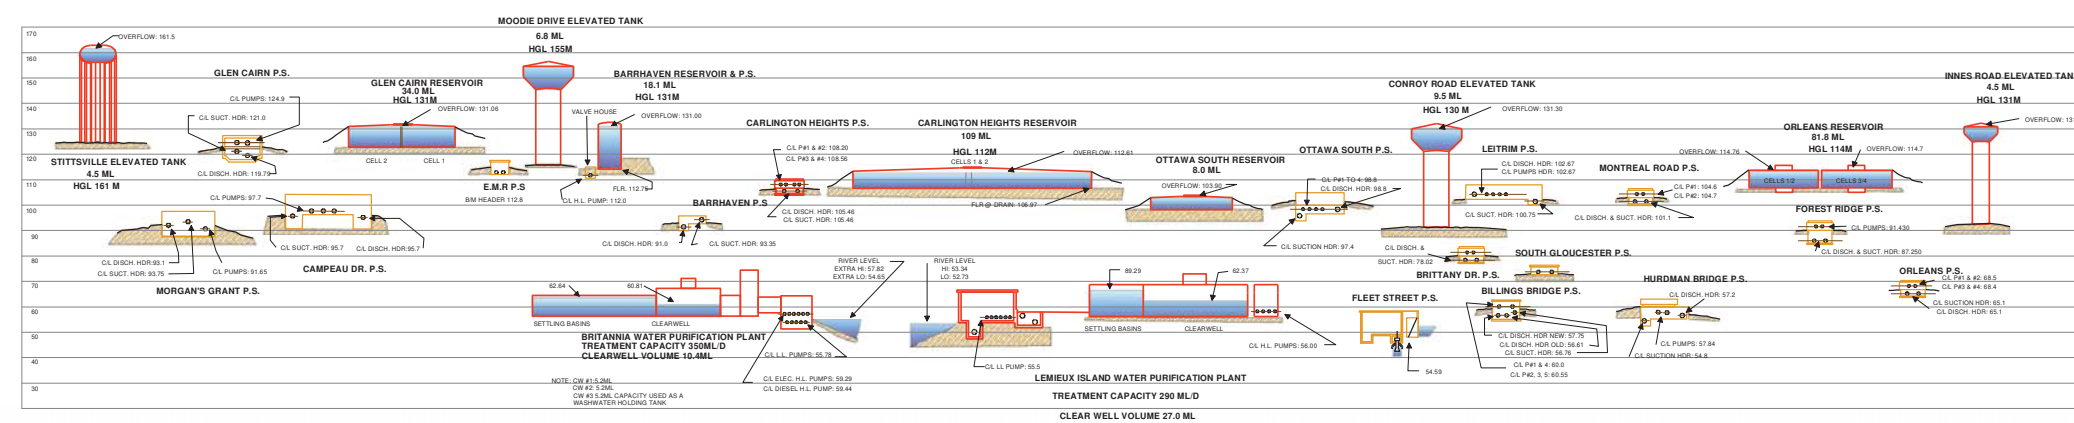 MOODIE DRIVE ELEVATED TANK
6.8 ML
HGL 155M
170
160
150
140
130
120
110
100
90
80
70
60
50
40
30
OVERFLOW: 161.5
STITTSVILLE ELEVATED TANK
4.5 ML
HGL 161 M
GLEN CAIRN P.S.
C/L PUMPS: 124.9
C/L SUCT. HDR: 121.0
C/L DISCH. HDR: 119.79
GLEN CAIRN RESERVOIR
34.0 ML
HGL 131M
OVERFLOW: 131.06
CELL 2
CELL 1
BARRHAVEN RESERVOIR & P.S.
18.1 ML
HGL 131M
VALVE HOUSE
OVERFLOW: 131.00
FLR. 112.75
C/L H.L. PUMP: 112.0
E.M.R P.S
BIM HEADER 112.8
CARLINGTON HEIGHTS P.S.
C/L P#1 & #2: 108.20
C/L P#3 & #4: 108.56
C/L DISCH. HDR: 105.46
C/L SUCT. HDR: 105.46
CARLINGTON HEIGHTS RESERVOIR
109 ML
HGL 112M
CELLS 1 & 2
OVERFLOW: 112.61
FLR @ DRAIN: 106.97
OTTAWA SOUTH RESERVOIR
8.0 ML
OVERFLOW: 103.90
OTTAWA SOUTH P.S.
C/L P#1 TO 4: 98.8
C/L DISCH. HDR: 98.8
C/L SUCTION HDR: 97.4
CONROY ROAD ELEVATED TANK
9.5 ML
HGL 130 M
OVERFLOW: 131.30
LEITRIM P.S.
C/L DISCH. HDR: 102.67
C/L PUMPS HDR: 102.67
C/L SUCT. HDR: 100.75
MONTREAL ROAD P.S.
C/L P#1: 104.6
C/L P#2: 104.7
C/L DISCH. & SUCT. HDR: 101.1
ORLEANS RESERVOIR
81.8 ML
HGL 114M
OVERFLOW: 114.76
OVERFLOW: 114.7
CELLS 1/2
CELLS 3/4
INNES ROAD ELEVATED TAN
4.5 ML
HGL 131M
OVERFLOW: 13
FOREST RIDGE P.S.
C/L PUMPS: 91.430
C/L DISCH. & SUCT. HDR: 87.250
C/L PUMPS: 97.7
C/L SUCT. HDR: 95.7
C/L DISCH. HDR:95.7
CAMPEAU DR. P.S.
C/L DISCH. HDR:93.1
C/L SUCT. HDR: 93.75
C/L PUMPS: 91.65
MORGAN'S GRANT P.S.
BARRHAVEN P.S
C/L DISCH. HDR: 91.0
C/L SUCT. HDR: 93.35
C/L DISCH. &
SUCT. HDR: 78.02
BRITTANY DR. P.S.
SOUTH GLOUCESTER P.S.
62.64
60.81
SETTLING BASINS
CLEARWELL
RIVER LEVEL
EXTRA HI: 57.82
EXTRA LO: 54.65
BRITANNIA WATER PURIFICATION PLANT
TREATMENT CAPACITY 350ML/D
CLEARWELL VOLUME 10.4ML
C/L L.L. PUMPS: 55.78
C/L ELEC. H.L. PUMPS: 59.29
C/L DIESEL H.L. PUMP: 59.44
NOTE: CW #1:5.2ML
CW #2: 5.2ML
CW #3 5.2ML CAPACITY USED AS A
WASHWATER HOLDING TANK
RIVER LEVEL
HI: 53.34
LO: 52.73
89.29
62.37
SETTLING BASINS
CLEARWELL
C/L LL PUMP: 55.5
C/L H.L. PUMPS: 56.00
LEMIEUX ISLAND WATER PURIFICATION PLANT
TREATMENT CAPACITY 290 ML/D
CLEAR WELL VOLUME 27.0 ML
FLEET STREET P.S.
54.59
BILLINGS BRIDGE P.S.
C/L DISCH. HDR NEW: 57.75
C/L DISCH. HDR OLD: 56.61
C/L SUCT. HDR: 56.76
C/L P#1 & 4: 60.0
C/L P#2, 3, 5: 60.55
HURDMAN BRIDGE P.S.
C/L DISCH. HDR: 57.2
C/L PUMPS: 57.84
C/L SUCTION HDR: 54.8
ORLEANS P.S.
C/L P#1 & #2: 68.5
C/L P#3 & #4: 68.4
C/L SUCTION HDR: 65.1
C/L DISCH. HDR: 65.1